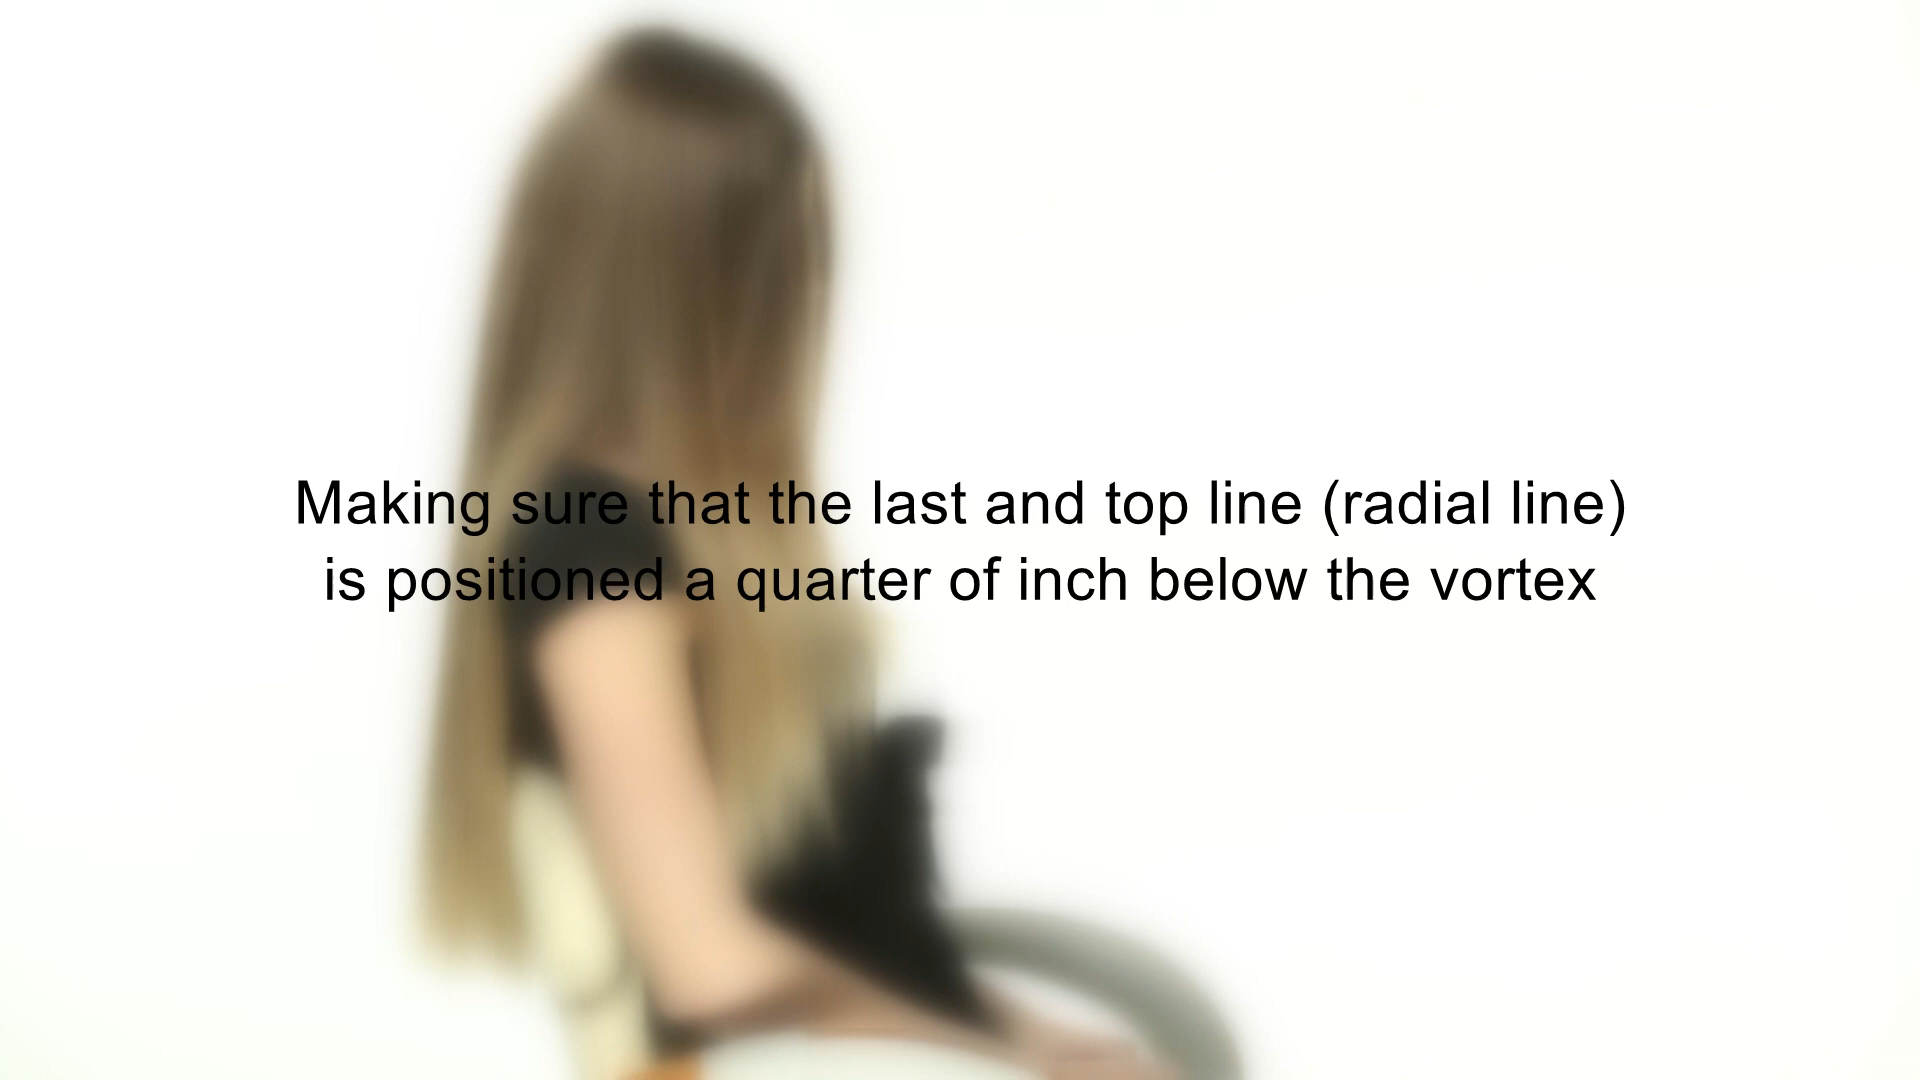 Making sure that the last and top line (radial line)
is positioned a quarter of inch below the vortex